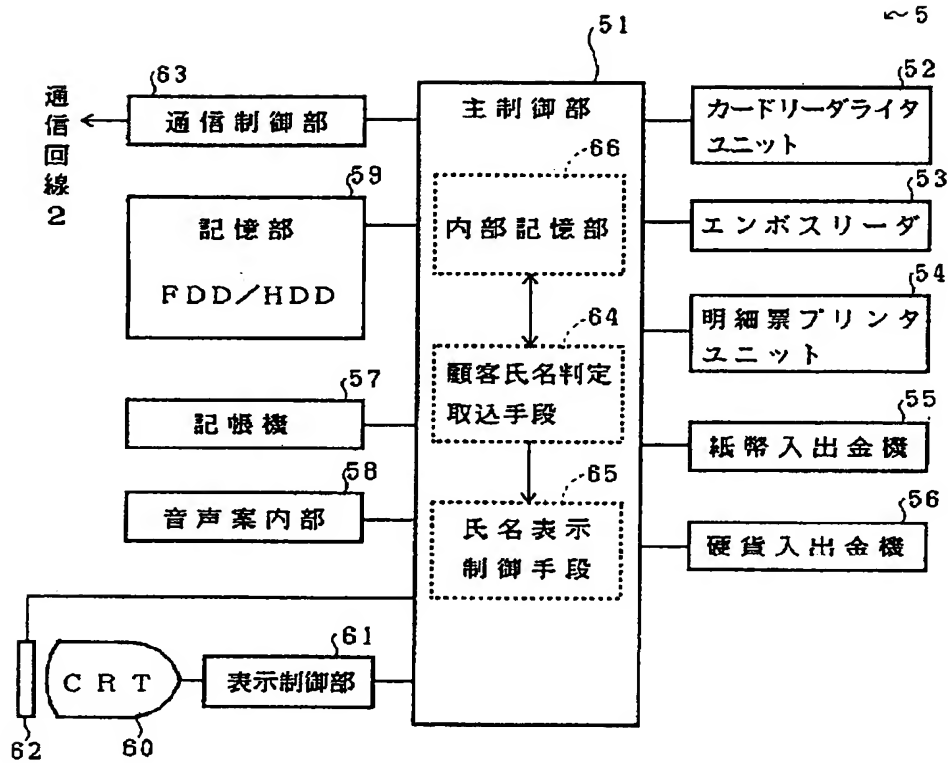 5
51
主制御部
63
通信制御部
通信回線2
59
記憶部
FDD/HDD
57
記帳機
58
音声案内部
61
表示制御部
CRT
62
60
66
内部記憶部
64
顧客氏名判定
取込手段
65
氏名表示
制御手段
52
カードリーダライタ
ユニット
53
エンボスリーダ
54
明細票プリンタ
ユニット
55
紙幣入出金機
56
硬貨入出金機